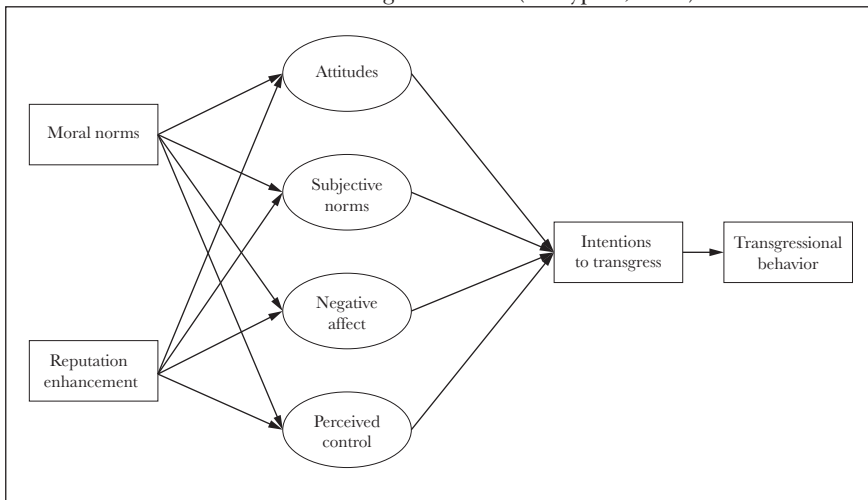 Attitudes
Moral norms
Subjective
norms
Intentions
to transgress
Transgressional
behavior
Negative
affect
Reputation
enhancement
Perceived
control